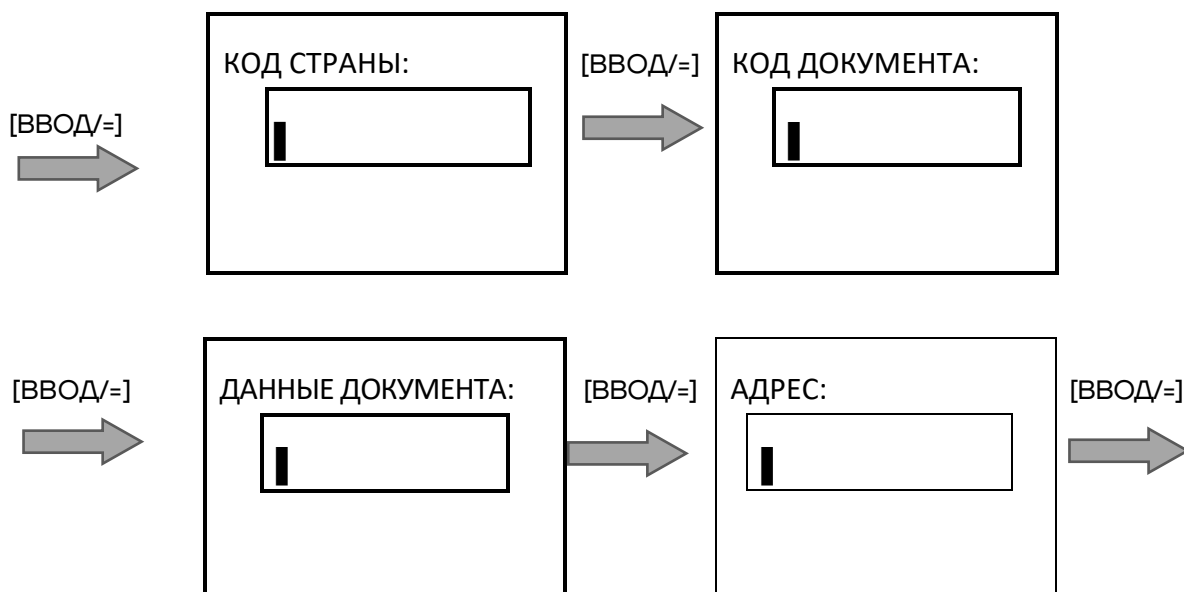 [ВВОД/=]
КОД СТРАНЫ:
[ВВОД/=]
КОД ДОКУМЕНТА:
[ВВОД/=]
ДАННЫЕ ДОКУМЕНТА:
[ВВОД/=]
АДРЕС:
[ВВОД/=]